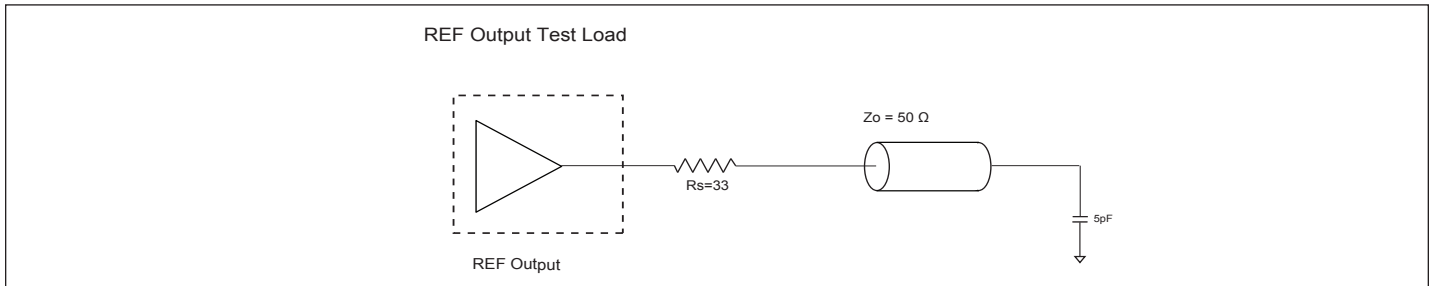 REF Output Test Load
Zo = 50 Ω
Rs=33
5pF
REF Output